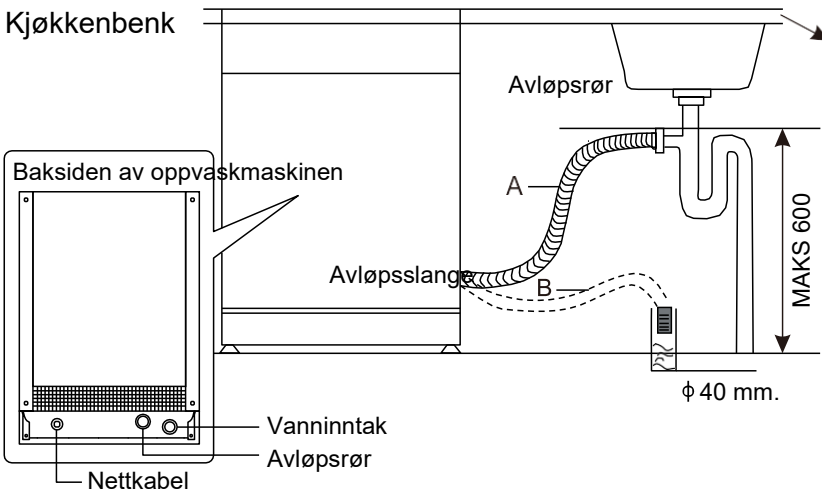 Kjøkkenbenk
Avløpsrør
Baksiden av oppvaskmaskinen
A
MAKS 600
Avløpsslange
B
ϕ 40 mm.
Vanninntak
Avløpsrør
Nettkabel